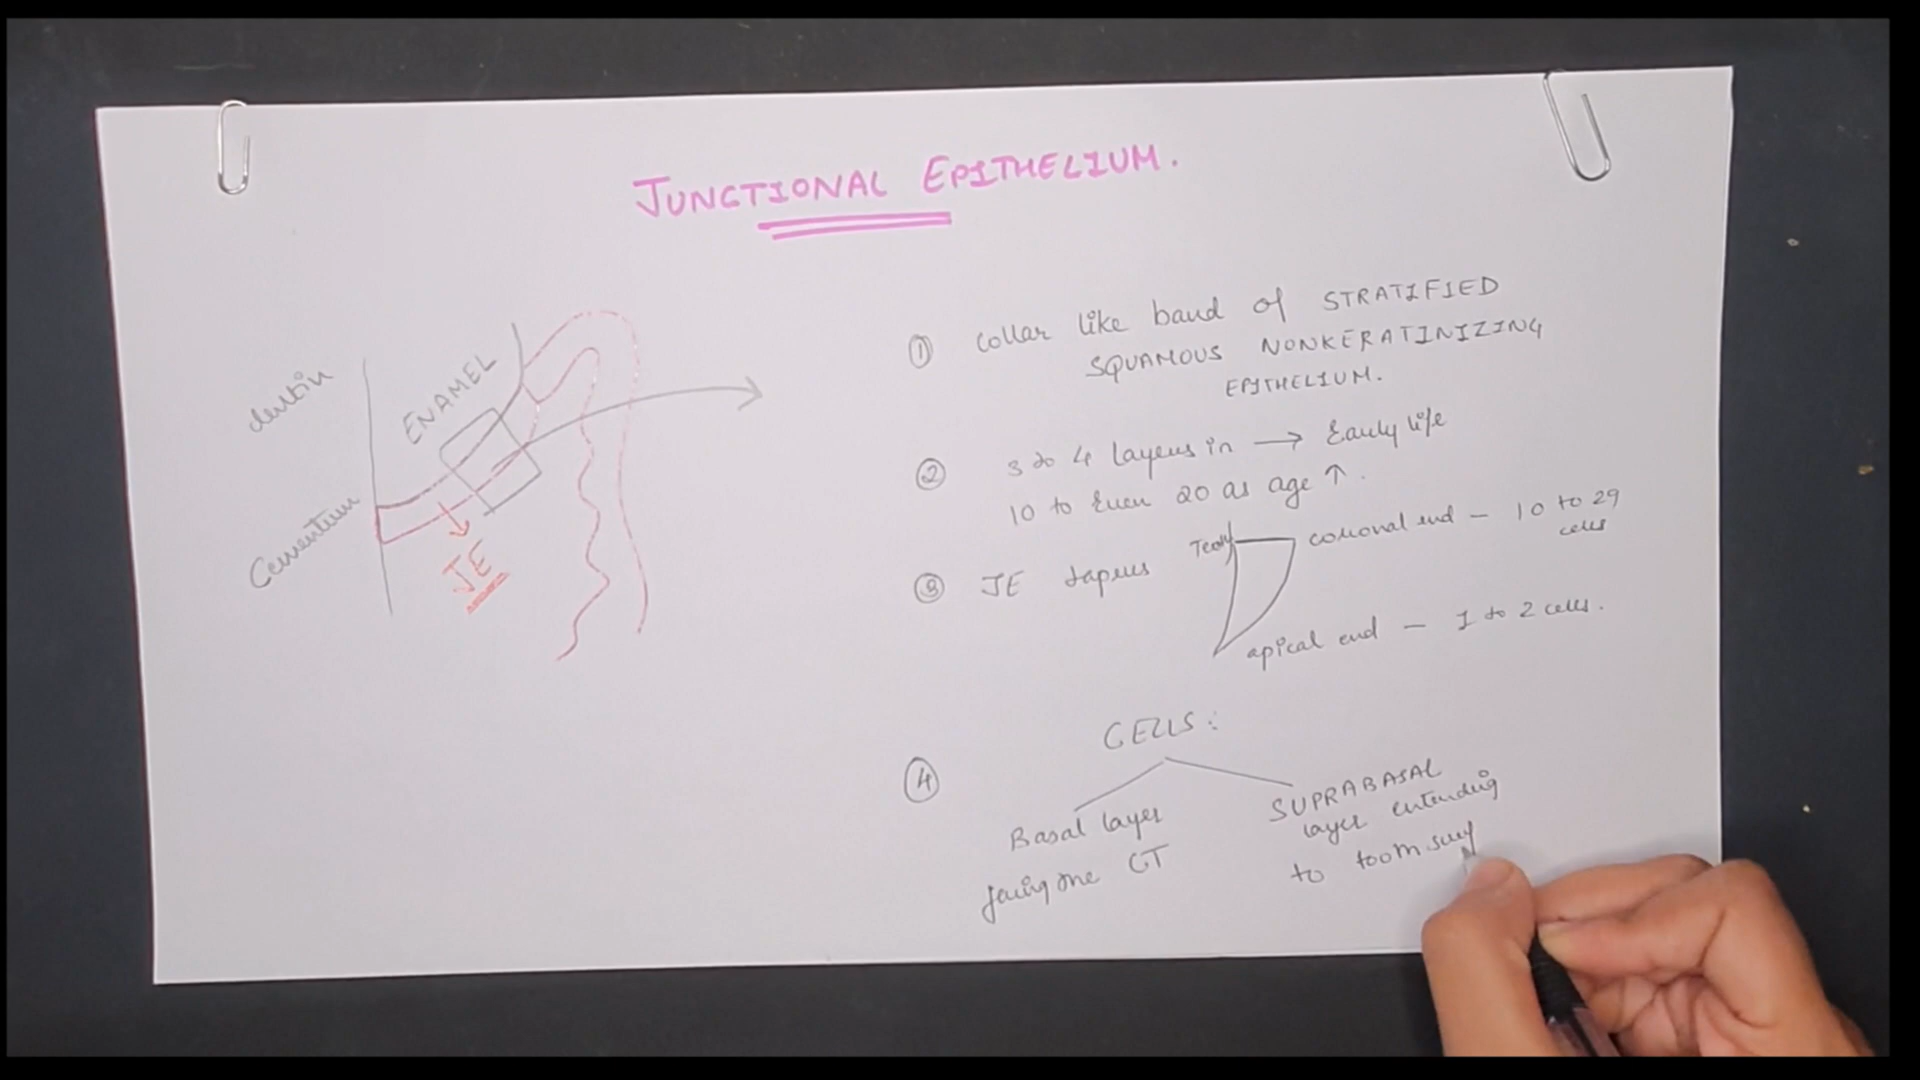 JUNCTIONAL EPITHELIUM.
dentin
ENAMEL
Cementum
JE
① collar like band of STRATIFIED
SQUAMOUS NONKERATINIZING
EPITHELIUM.
② 3 to 4 layers in → Early life
10 to even 20 as age ↑.
③ JE tapers
Tooth
coronal end - 10 to 29
cells
apical end - 1 to 2 cells.
④ CELLS:
Basal layer
facing the CT
SUPRABASAL
layer extending
to tooth surf